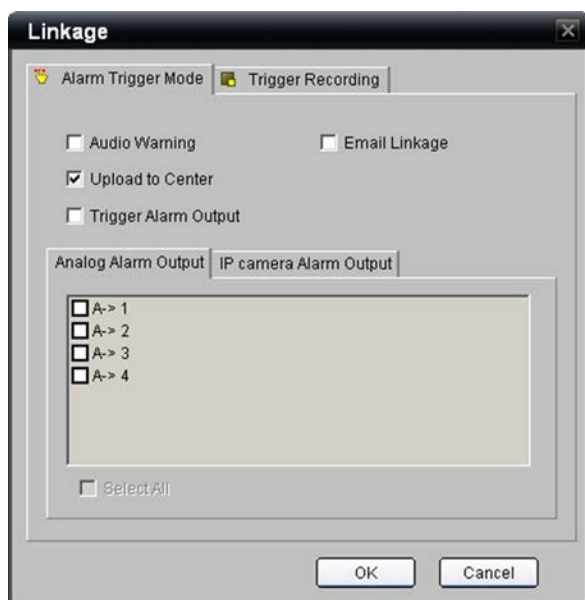 Linkage
Alarm Trigger Mode Trigger Recording
Audio Warning Email Linkage
Upload to Center
Trigger Alarm Output
Analog Alarm Output IP camera Alarm Output
A-> 1
A-> 2
A-> 3
A-> 4
Select All
OK Cancel